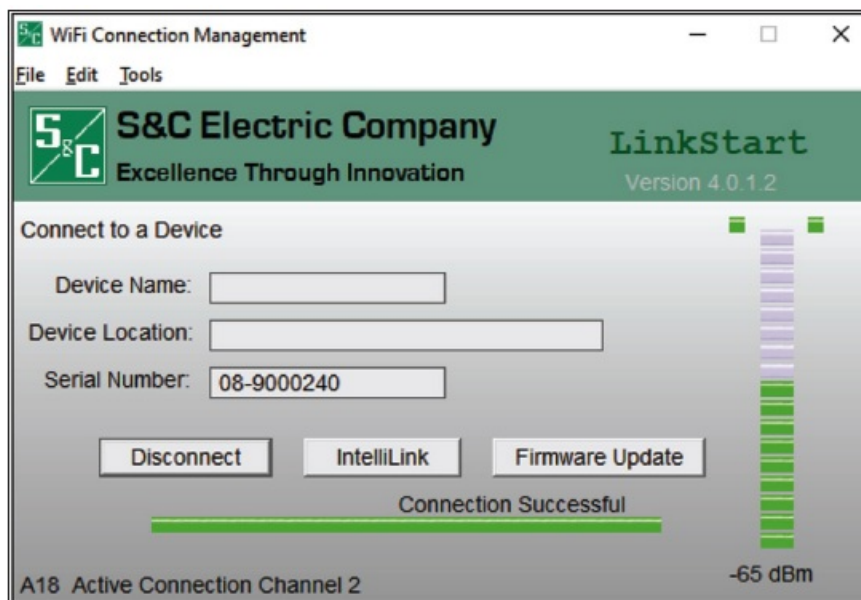 S&C WiFi Connection Management
File Edit Tools
S&C
S&C Electric Company
Excellence Through Innovation
LinkStart
Version 4.0.1.2
Connect to a Device
Device Name:
Device Location:
Serial Number: 08-9000240
Disconnect IntelliLink Firmware Update
Connection Successful
-65 dBm
A18 Active Connection Channel 2